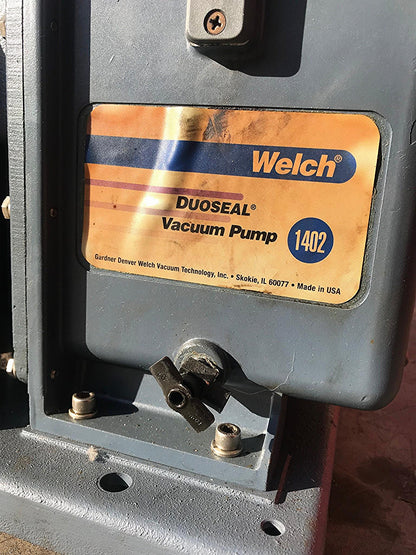 Welch®
DUOSEAL®
Vacuum Pump
1402
Gardner Denver Welch Vacuum Technology, Inc. • Skokie, IL 60077 • Made in USA